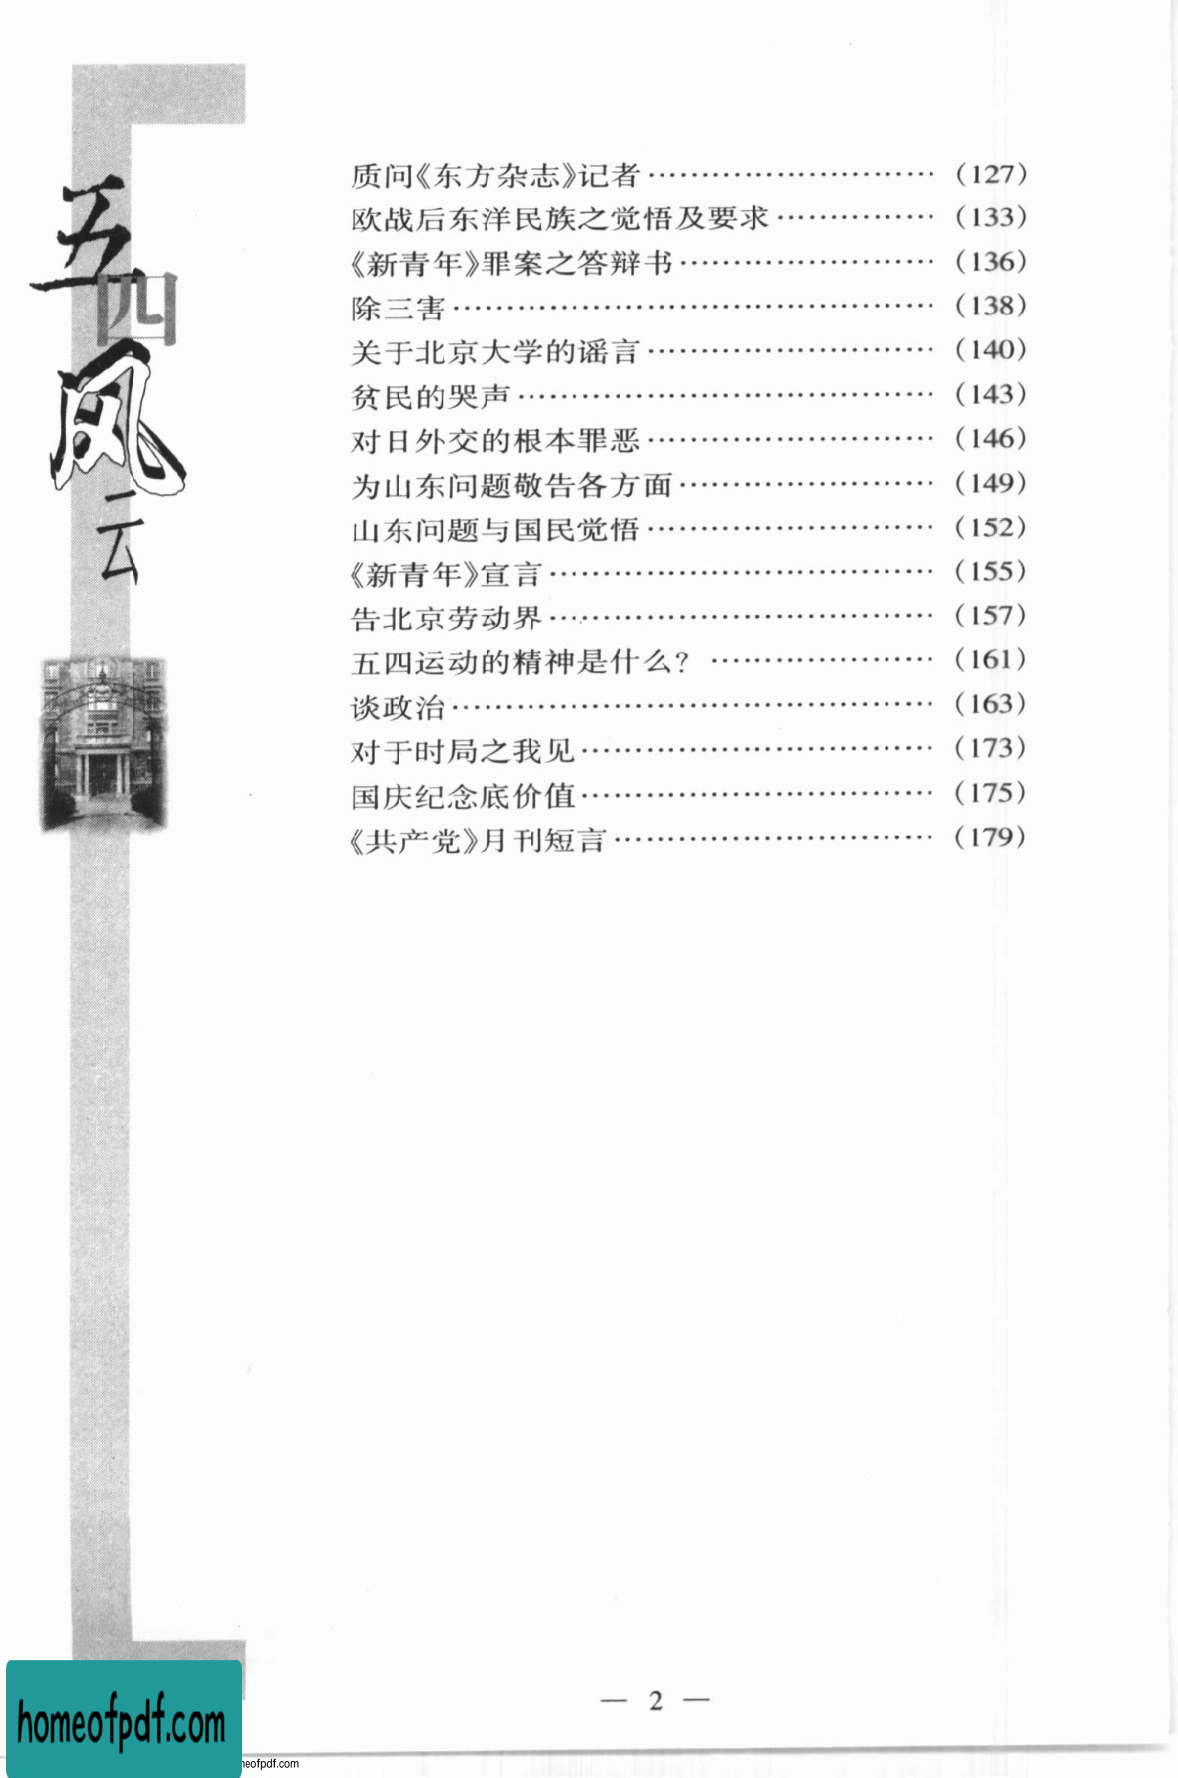 五
四
风
云
质问《东方杂志》记者………………………（127）
欧战后东洋民族之觉悟及要求……………（133）
《新青年》罪案之答辩书……………………（136）
除三害………………………………………（138）
关于北京大学的谣言………………………（140）
贫民的哭声…………………………………（143）
对日外交的根本罪恶………………………（146）
为山东问题敬告各方面……………………（149）
山东问题与国民觉悟………………………（152）
《新青年》宣言………………………………（155）
告北京劳动界………………………………（157）
五四运动的精神是什么？…………………（161）
谈政治………………………………………（163）
对于时局之我见……………………………（173）
国庆纪念底价值……………………………（175）
《共产党》月刊短言…………………………（179）
— 2 —
homeofpdf.com
neofpdf.com